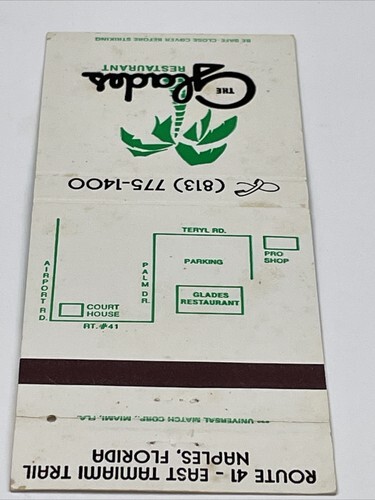 BE SAFE-CLOSE COVER BEFORE STRIKING
THE
Glades
RESTAURANT
(813) 775-1400
TERYL RD.
AIRPORT RD.
PALM DR.
PARKING
PRO
SHOP
GLADES
RESTAURANT
COURT
HOUSE
RT. #41
UNIVERSAL MATCH CORP., MIAMI, FLA.
ROUTE 41 - EAST TAMIAMI TRAIL
NAPLES, FLORIDA